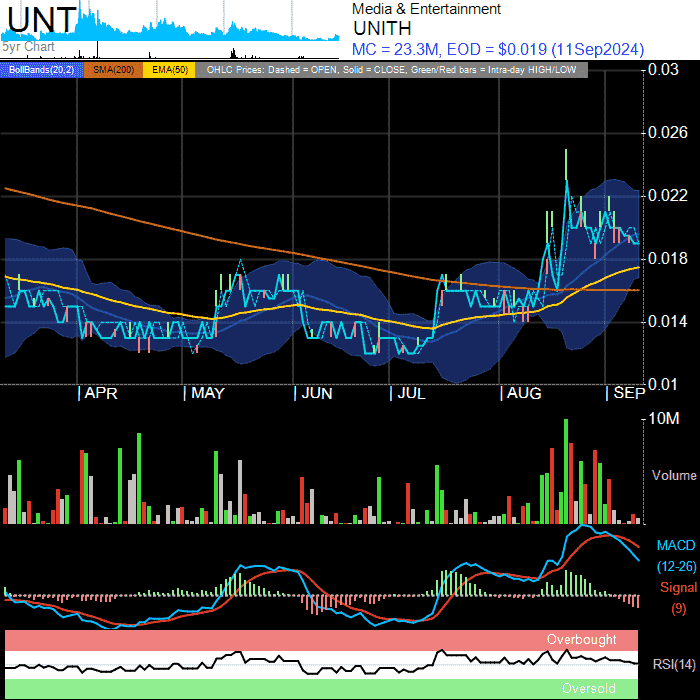 UNT
Media & Entertainment
UNITH
MC = 23.3M, EOD = $0.019 (11Sep2024)
5yr Chart
BollBands(20,2) SMA(200) EMA(50) OHLC Prices: Dashed = OPEN, Solid = CLOSE, Green/Red bars = Intra-day HIGH/LOW
0.03
0.026
0.022
0.018
0.014
0.01
APR MAY JUN JUL AUG SEP
10M
Volume
MACD
(12-26)
Signal
(9)
Overbought
RSI(14)
Oversold